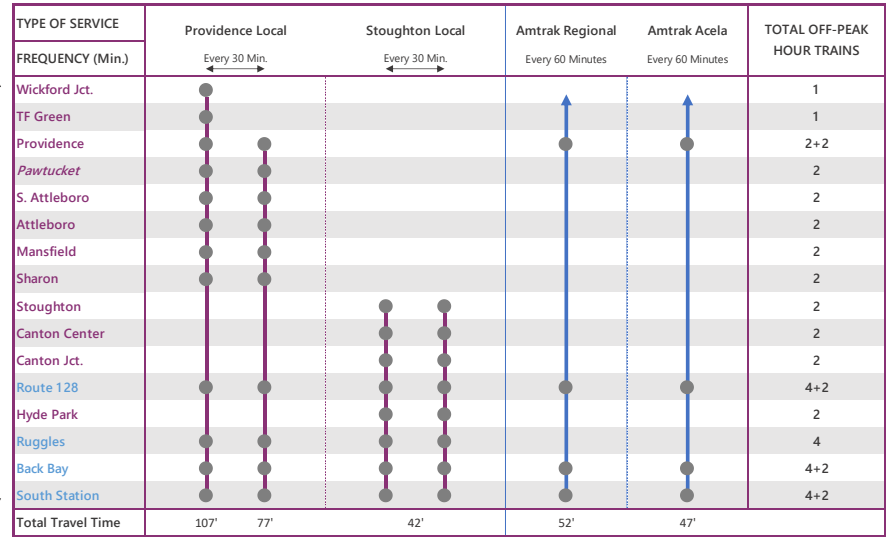 TYPE OF SERVICE Providence Local Stoughton Local Amtrak Regional Amtrak Acela TOTAL OFF-PEAK HOUR TRAINS
FREQUENCY (Min.) Every 30 Min. Every 30 Min. Every 60 Minutes Every 60 Minutes
Wickford Jct. 1
TF Green 1
Providence 2+2
Pawtucket 2
S. Attleboro 2
Attleboro 2
Mansfield 2
Sharon 2
Stoughton 2
Canton Center 2
Canton Jct. 2
Route 128 4+2
Hyde Park 2
Ruggles 4
Back Bay 4+2
South Station 4+2
Total Travel Time 107' 77' 42' 52' 47'